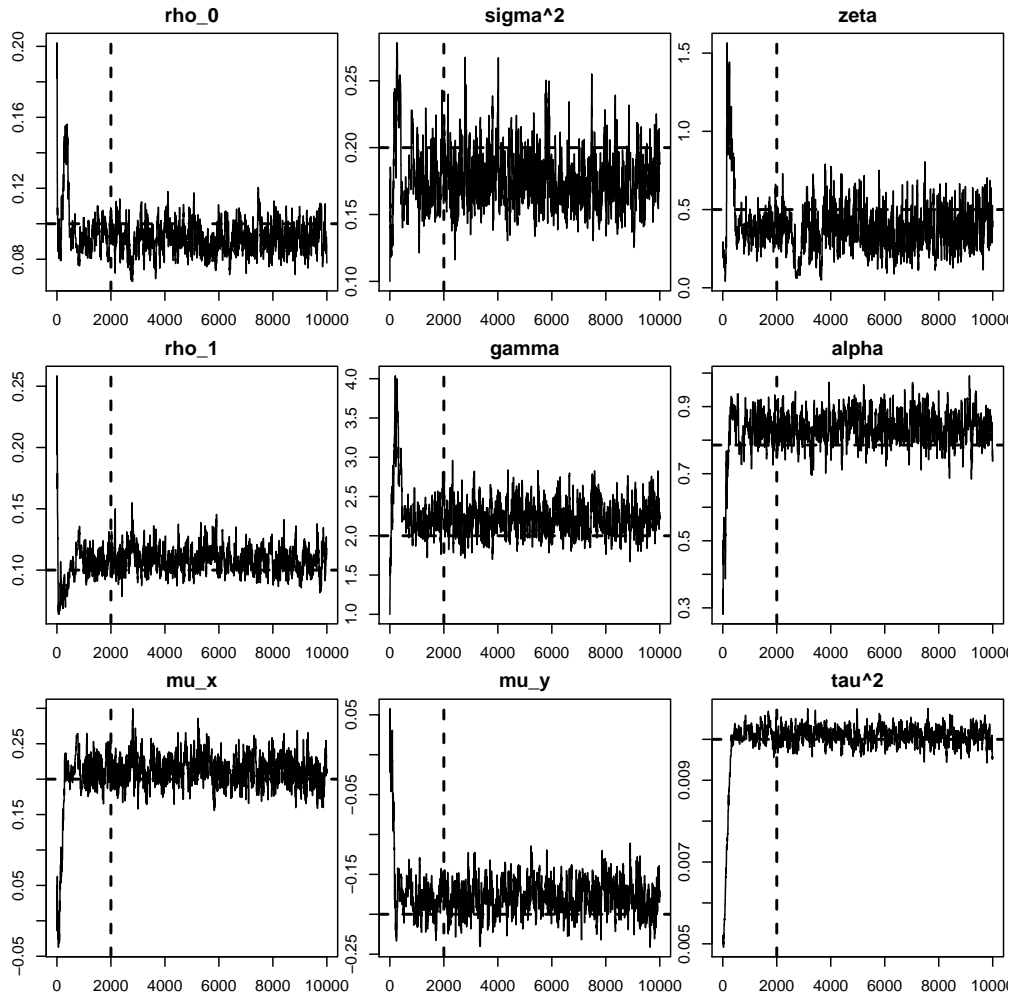 rho_0
0.08 0.12 0.16 0.20
0 2000 4000 6000 8000 10000
sigma^2
0.10 0.15 0.20 0.25
0 2000 4000 6000 8000 10000
zeta
0.0 0.5 1.0 1.5
0 2000 4000 6000 8000 1000
rho_1
0.10 0.15 0.20 0.25
0 2000 4000 6000 8000 10000
gamma
1.0 1.5 2.0 2.5 3.0 4.0
0 2000 4000 6000 8000 10000
alpha
0.3 0.5 0.7 0.9
0 2000 4000 6000 8000 1000
mu_x
−0.05 0.05 0.15 0.25
0 2000 4000 6000 8000 10000
mu_y
−0.25 −0.15 −0.05 0.05
0 2000 4000 6000 8000 10000
tau^2
0.005 0.007 0.009
0 2000 4000 6000 8000 1000